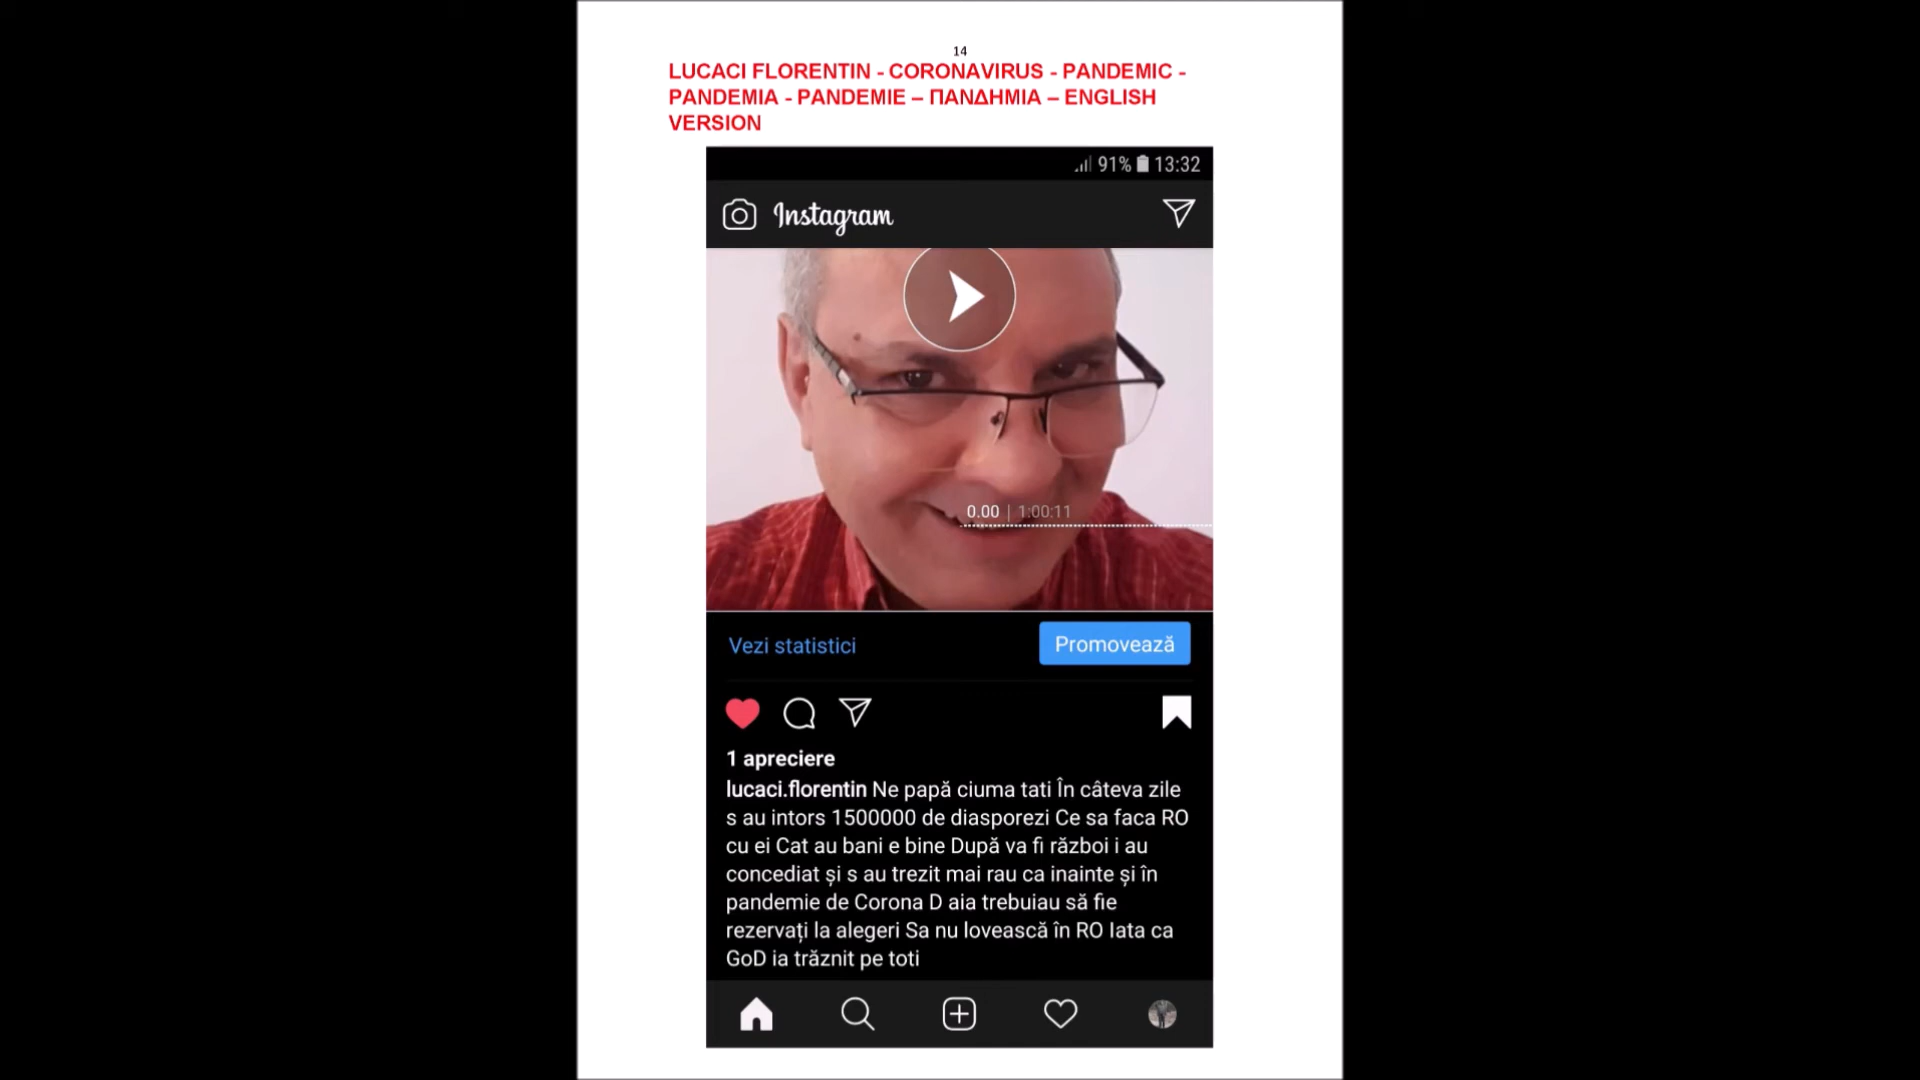 14
LUCACI FLORENTIN - CORONAVIRUS - PANDEMIC -
PANDEMIA - PANDEMIE – ΠΑΝΔΗΜΙΑ – ENGLISH
VERSION
91% 13:32
Instagram
0.00 | 1:00:11
Vezi statistici
Promovează
1 apreciere
lucaci.florentin Ne papă ciuma tati În câteva zile
s au intors 1500000 de diasporezi Ce sa faca RO
cu ei Cat au bani e bine După va fi război i au
concediat și s au trezit mai rau ca inainte și în
pandemie de Corona D aia trebuiau să fie
rezervați la alegeri Sa nu lovească în RO Iata ca
GoD ia trăznit pe toti